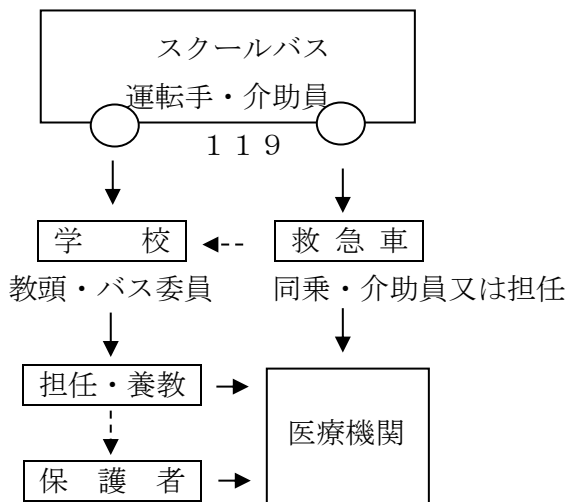 スクールバス
運転手・介助員
１１９
学　　校
救 急 車
教頭・バス委員
同乗・介助員又は担任
担任・養教
医療機関
保　護　者